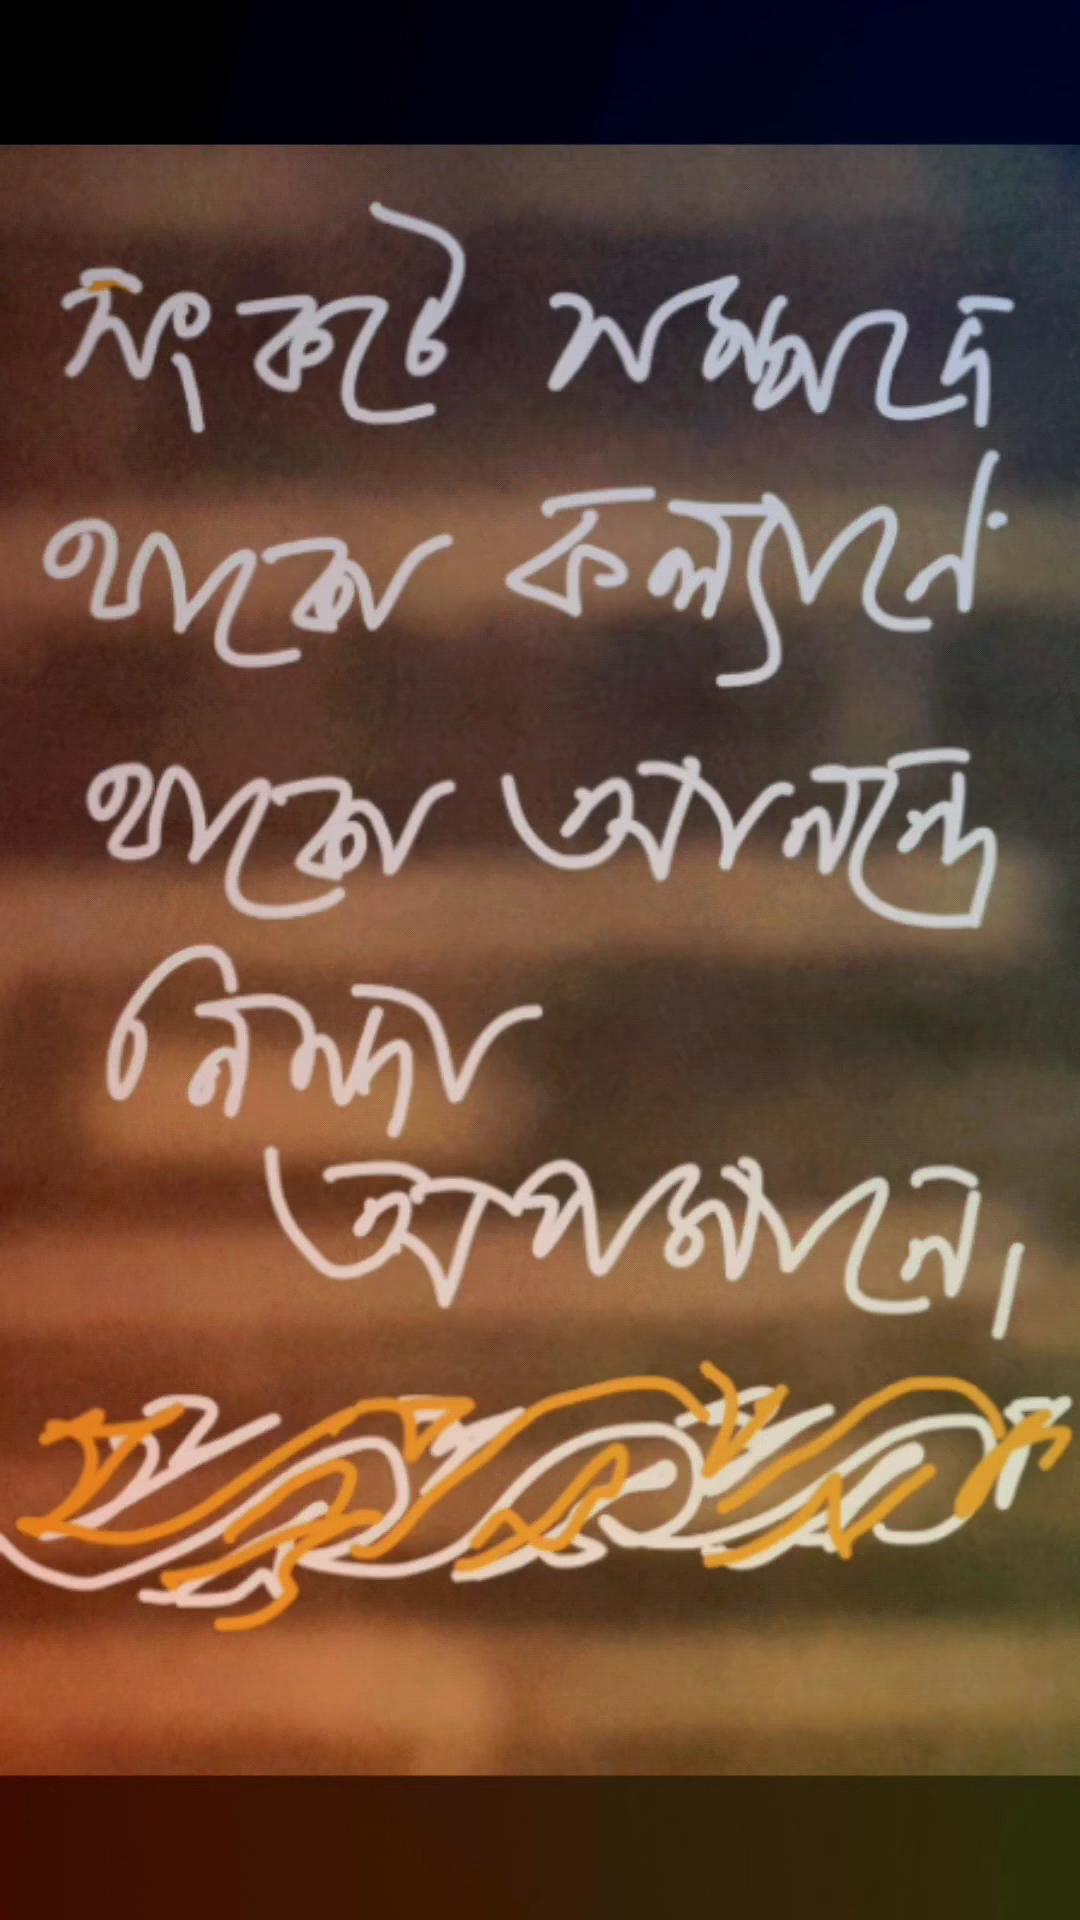 সংকটে সম্পদে
থাকো কল্যাণে
থাকো আনন্দে
নিন্দা
অপমানে।